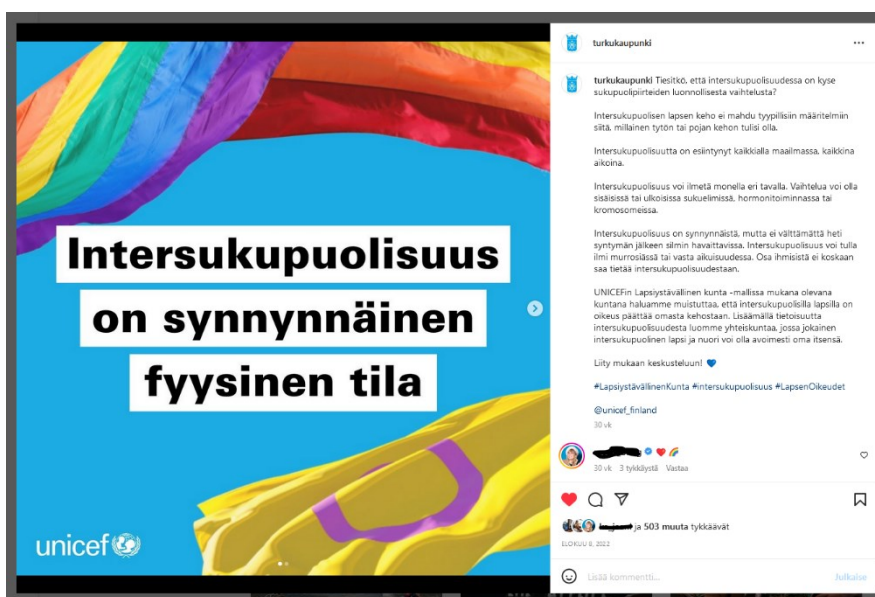 Intersukupuolisuus
on synnynnäinen
fyysinen tila
unicef
turkukaupunki
turkukaupunki Tiesitkö, että intersukupuolisuudessa on kyse
sukupuolipiirteiden luonnollisesta vaihtelusta?
Intersukupuolisen lapsen keho ei mahdu tyypillisiin määritelmiin
siitä, millainen tytön tai pojan kehon tulisi olla.
Intersukupuolisuutta on esiintynyt kaikkialla maailmassa, kaikkina
aikoina.
Intersukupuolisuus voi ilmetä monella eri tavalla. Vaihtelua voi olla
sisäisissä tai ulkoisissa sukuelimissä, hormonitoiminnassa tai
kromosomeissa.
Intersukupuolisuus on synnynnäistä, mutta ei välttämättä heti
syntymän jälkeen silmin havaittavissa. Intersukupuolisuus voi tulla
ilmi murrosiässä tai vasta aikuisuudessa. Osa ihmisistä ei koskaan
saa tietää intersukupuolisuudestaan.
UNICEFin Lapsiystävällinen kunta -mallissa mukana olevana
kuntana haluamme muistuttaa, että intersukupuolisilla lapsilla on
oikeus päättää omasta kehostaan. Lisäämällä tietoisuutta
intersukupuolisuudesta luomme yhteiskuntaa, jossa jokainen
intersukupuolinen lapsi ja nuori voi olla avoimesti oma itsensä.
Liity mukaan keskusteluun! 💙
#LapsiystävällinenKunta #intersukupuolisuus #LapsenOikeudet
@unicef_finland
30 vk
30 vk 3 tykkäystä Vastaa
ja 503 muuta tykkäävät
ELOKUU 8, 2022
Lisää kommentti...
Julkaise